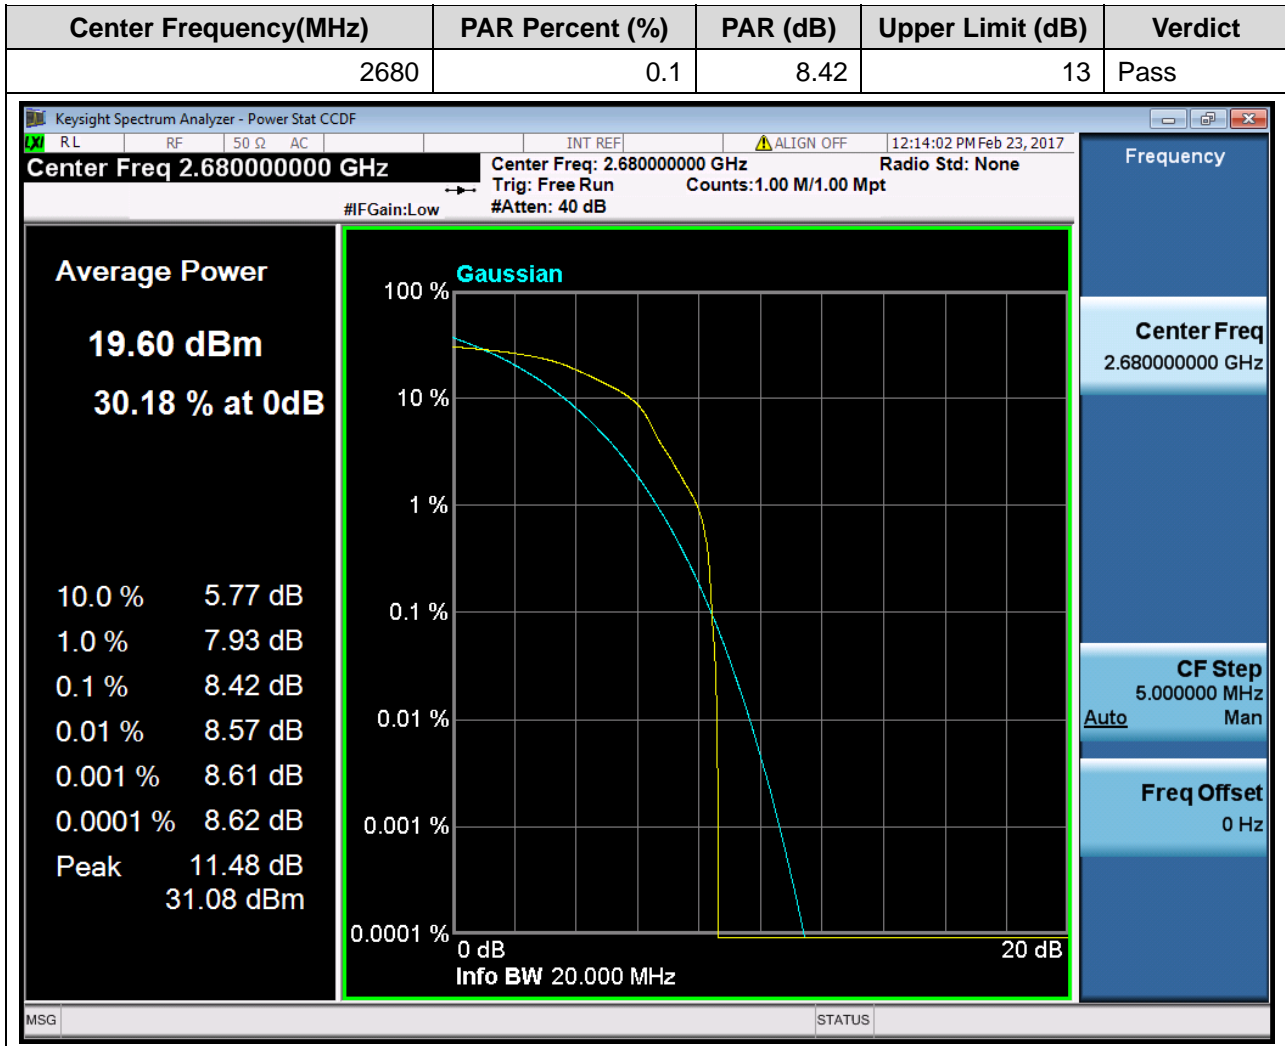 Center Frequency(MHz) PAR Percent (%) PAR (dB) Upper Limit (dB) Verdict
2680 0.1 8.42 13 Pass
Keysight Spectrum Analyzer - Power Stat CCDF
LXI RL RF 50 Ω AC INT REF ALIGN OFF 12:14:02 PM Feb 23, 2017
Center Freq 2.680000000 GHz
Center Freq: 2.680000000 GHz Radio Std: None
Trig: Free Run Counts:1.00 M/1.00 Mpt
#IFGain:Low #Atten: 40 dB
Average Power
19.60 dBm
30.18 % at 0dB
10.0 % 5.77 dB
1.0 % 7.93 dB
0.1 % 8.42 dB
0.01 % 8.57 dB
0.001 % 8.61 dB
0.0001 % 8.62 dB
Peak 11.48 dB
31.08 dBm
Gaussian
100 %
10 %
1 %
0.1 %
0.01 %
0.001 %
0.0001 %
0 dB 20 dB
Info BW 20.000 MHz
Frequency
Center Freq
2.680000000 GHz
CF Step
5.000000 MHz
Auto Man
Freq Offset
0 Hz
MSG STATUS